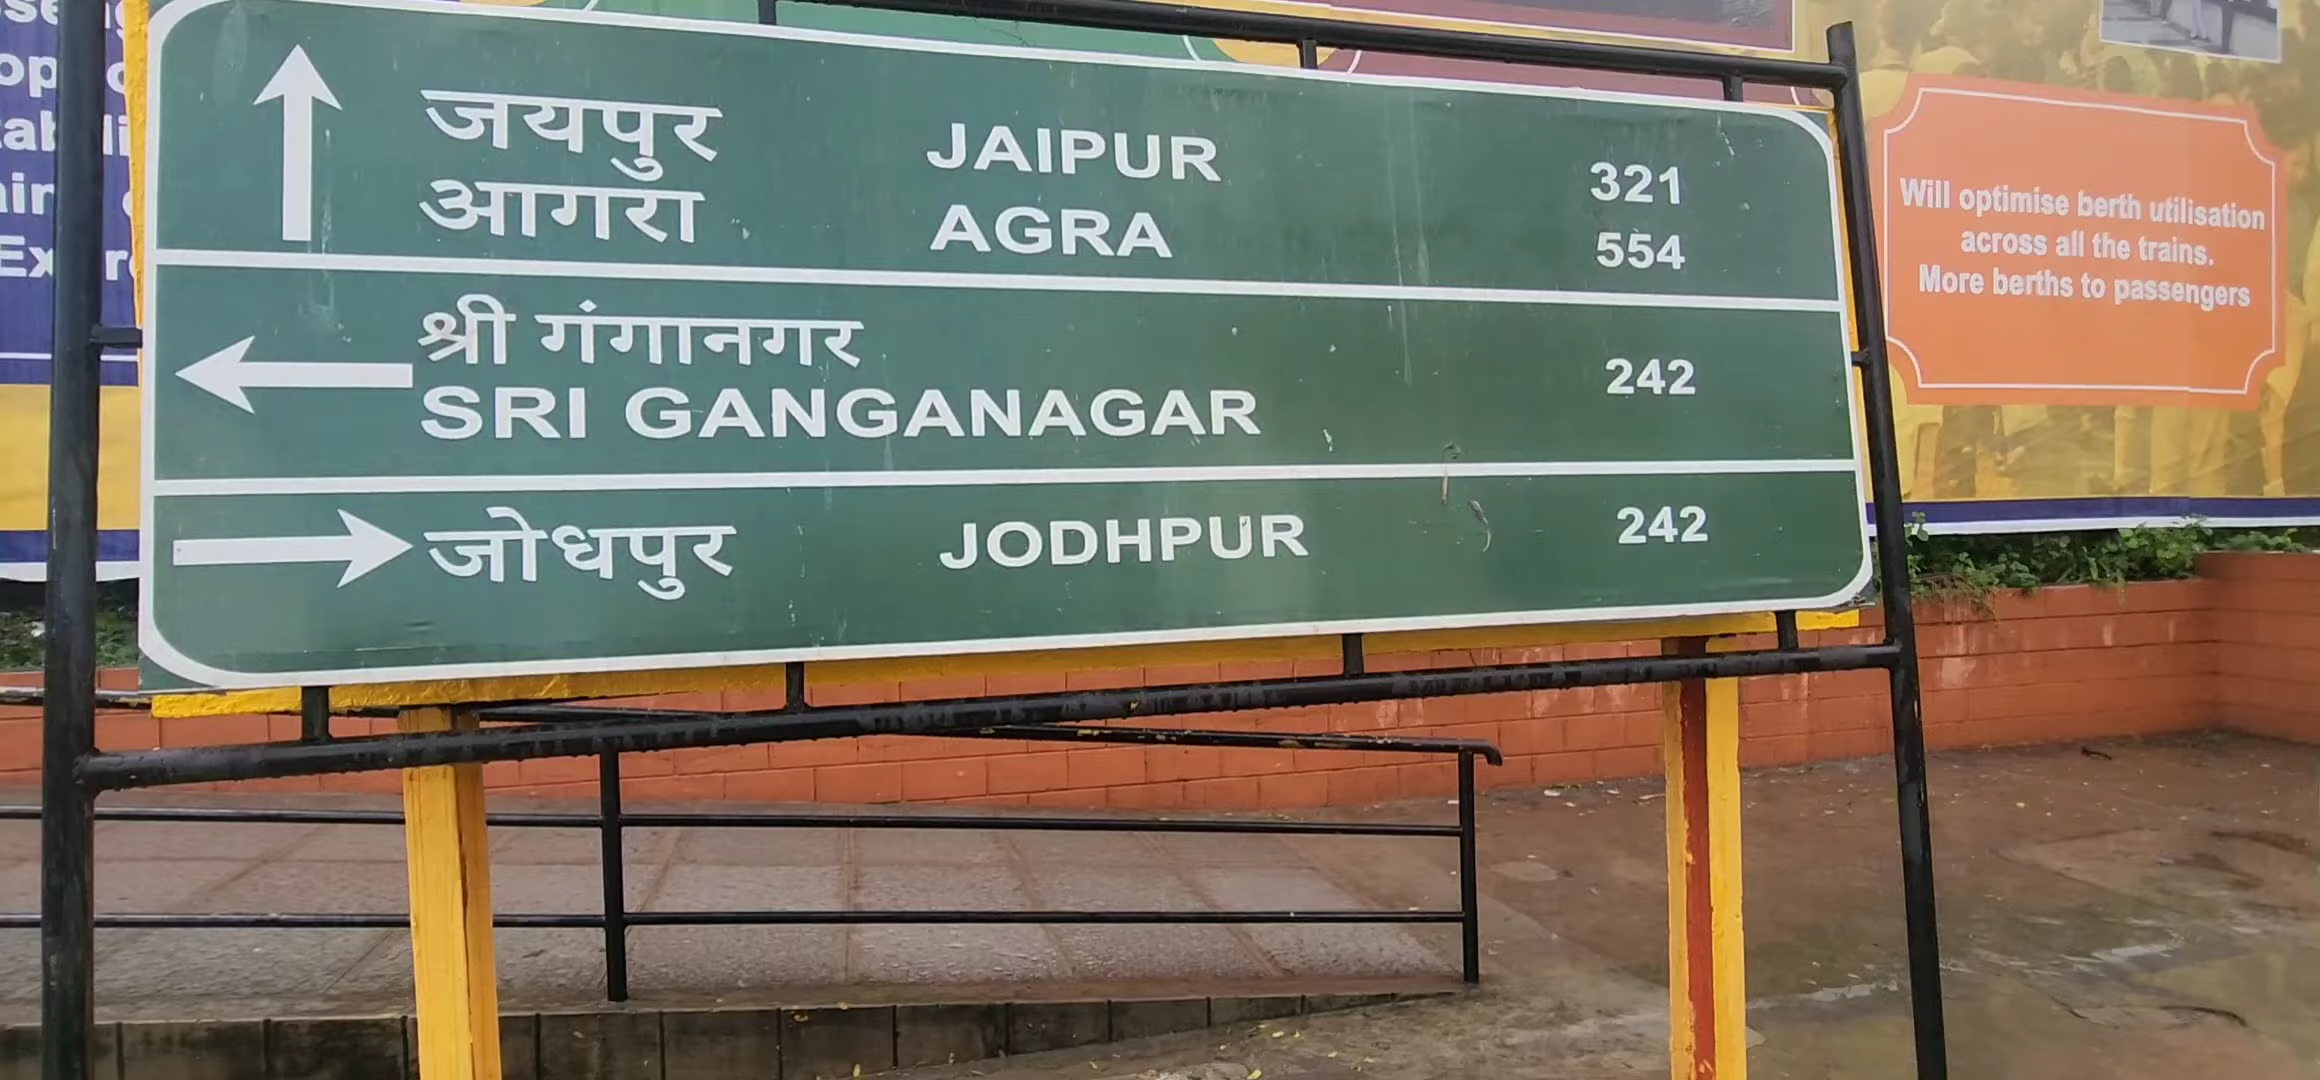 जयपुर JAIPUR 321
आगरा AGRA 554
श्री गंगानगर
SRI GANGANAGAR 242
जोधपुर JODHPUR 242
Will optimise berth utilisation
across all the trains.
More berths to passengers